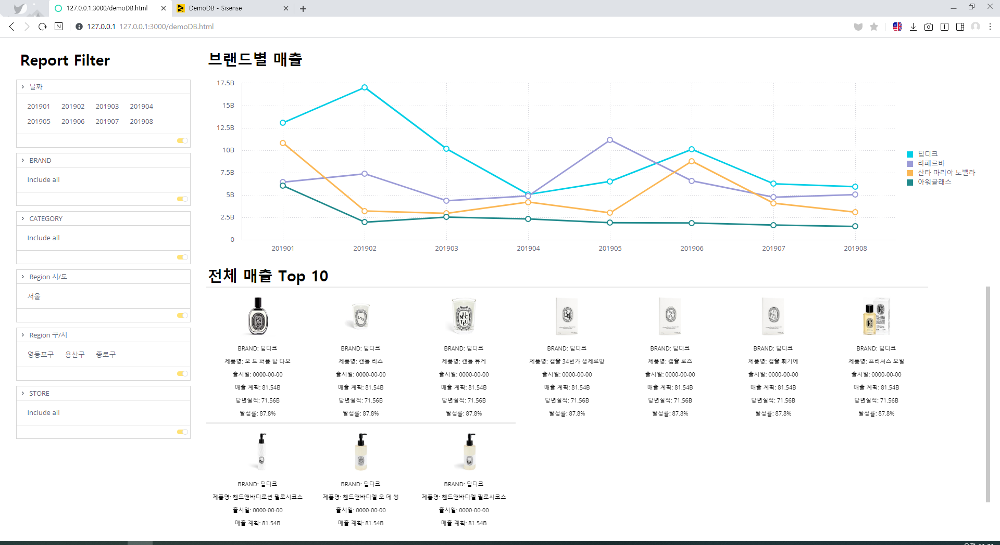 127.0.0.1:3000/demoDB.html
DemoDB - Sisense
127.0.0.1 127.0.0.1:3000/demoDB.html
Report Filter
날짜
201901 201902 201903 201904
201905 201906 201907 201908
BRAND
Include all
CATEGORY
Include all
Region 시/도
서울
Region 구/시
영등포구 용산구 종로구
STORE
Include all
브랜드별 매출
17.5B
15B
12.5B
10B
7.5B
5B
2.5B
0
201901 201902 201903 201904 201905 201906 201907 201908
딥디크
라페르바
산타 마리아 노벨라
아워글래스
전체 매출 Top 10
34
BRAND: 딥디크 BRAND: 딥디크 BRAND: 딥디크 BRAND: 딥디크 BRAND: 딥디크 BRAND: 딥디크 BRAND: 딥디크
제품명: 오 드 퍼퓸 탐 다오 제품명: 캔들 리스 제품명: 캔들 뮤게 제품명: 캡슐 34번가 생제르망 제품명: 캡슐 로즈 제품명: 캡슐 휘기에 제품명: 프리셔스 오일
출시일: 0000-00-00 출시일: 0000-00-00 출시일: 0000-00-00 출시일: 0000-00-00 출시일: 0000-00-00 출시일: 0000-00-00 출시일: 0000-00-00
매출 계획: 81.54B 매출 계획: 81.54B 매출 계획: 81.54B 매출 계획: 81.54B 매출 계획: 81.54B 매출 계획: 81.54B 매출 계획: 81.54B
당년실적: 71.56B 당년실적: 71.56B 당년실적: 71.56B 당년실적: 71.56B 당년실적: 71.56B 당년실적: 71.56B 당년실적: 71.56B
달성률: 87.8% 달성률: 87.8% 달성률: 87.8% 달성률: 87.8% 달성률: 87.8% 달성률: 87.8% 달성률: 87.8%
BRAND: 딥디크 BRAND: 딥디크 BRAND: 딥디크
제품명: 핸드앤바디로션 필로시코스 제품명: 핸드앤바디젤 오 데 썽 제품명: 핸드앤바디젤 필로시코스
출시일: 0000-00-00 출시일: 0000-00-00 출시일: 0000-00-00
매출 계획: 81.54B 매출 계획: 81.54B 매출 계획: 81.54B